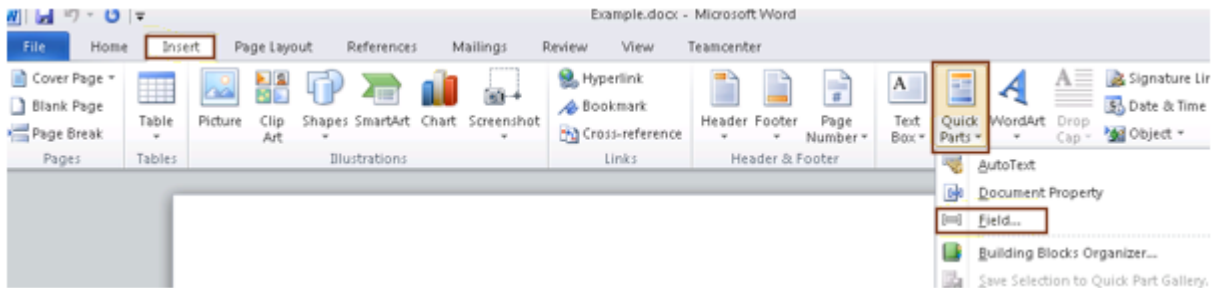 Example.docx - Microsoft Word
File Home Insert Page Layout References Mailings Review View Teamcenter
Cover Page
Blank Page
Page Break
Pages
Table
Tables
Picture Clip Art Shapes SmartArt Chart Screenshot
Illustrations
Hyperlink
Bookmark
Cross-reference
Links
Header Footer Page Number
Header & Footer
Text Box Quick Parts WordArt Drop Cap
Signature Lir
Date & Time
Object
AutoText
Document Property
Field...
Building Blocks Organizer...
Save Selection to Quick Part Gallery.